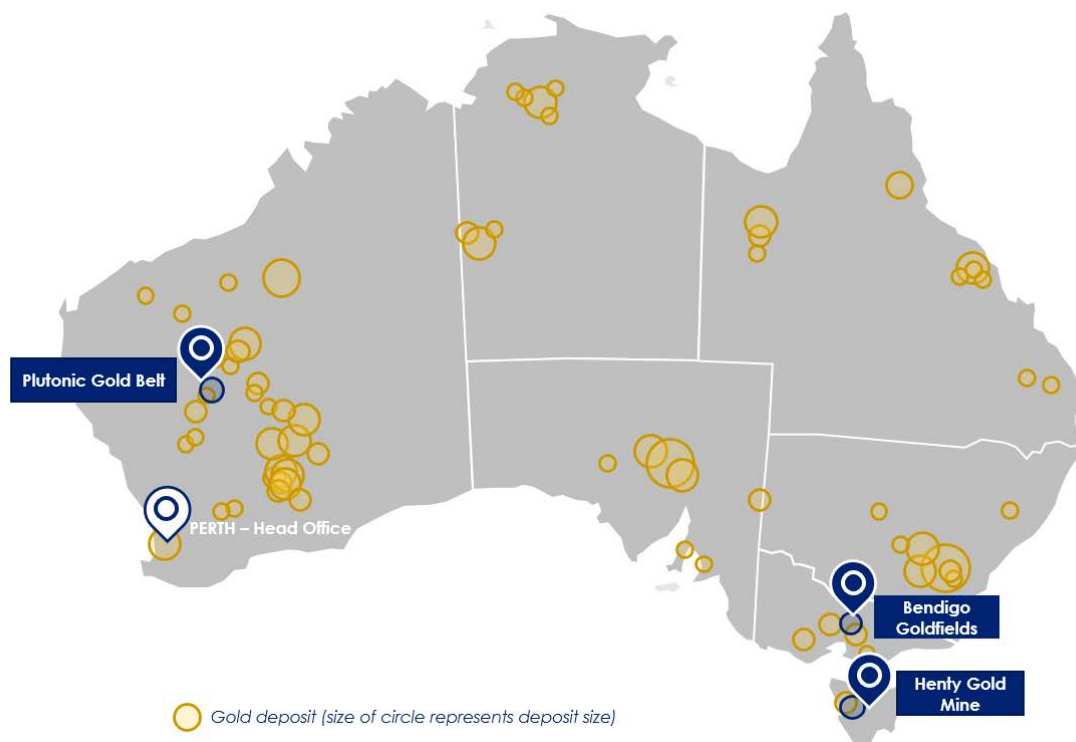 Plutonic Gold Belt
PERTH – Head Office
Bendigo
Goldfields
Henty Gold
Mine
Gold deposit (size of circle represents deposit size)